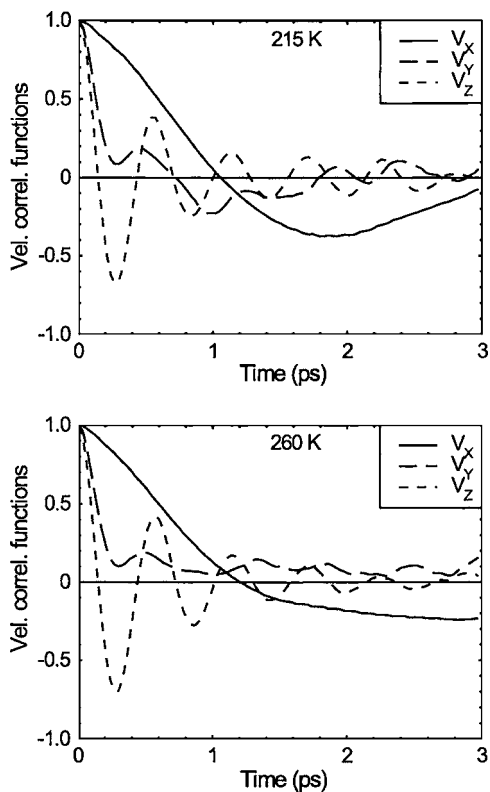 215 K
V_X
V_Y
V_Z
Vel. correl. functions
1.0
0.5
0
-0.5
-1.0
0 1 2 3
Time (ps)
260 K
V_X
V_Y
V_Z
Vel. correl. functions
1.0
0.5
0
-0.5
-1.0
0 1 2 3
Time (ps)